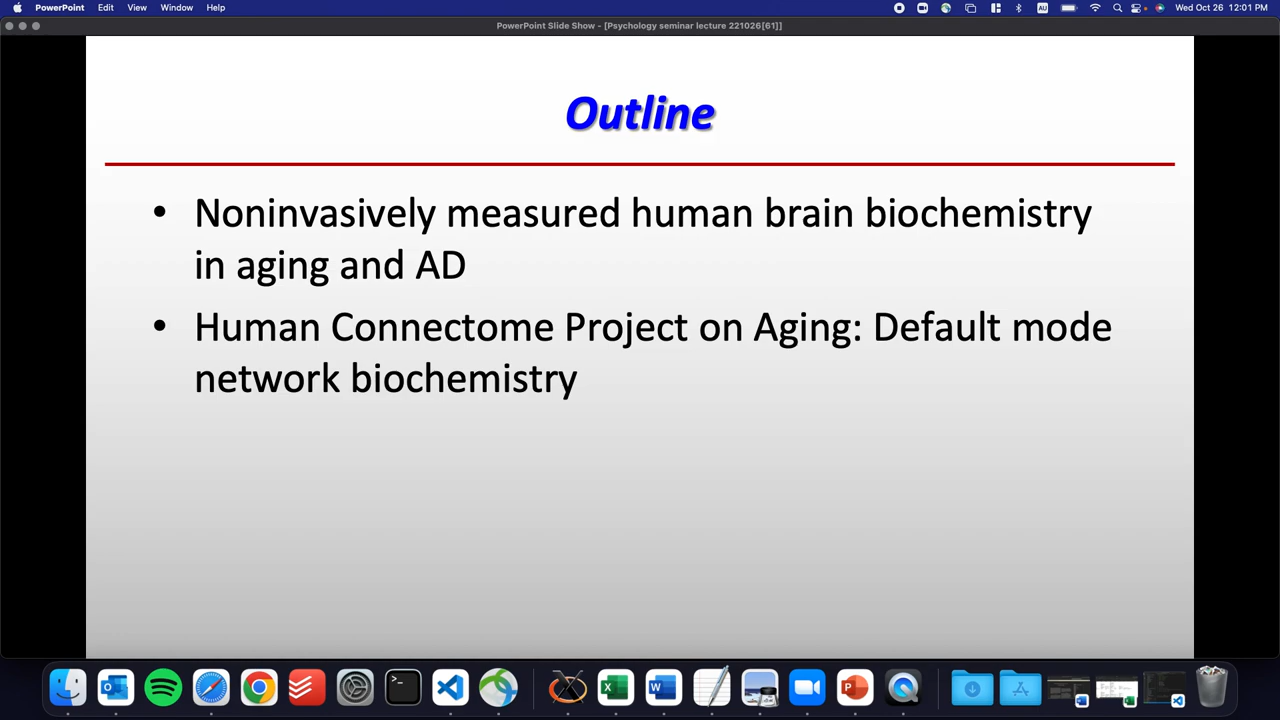 PowerPoint Edit View Window Help
Wed Oct 26 12:01 PM
PowerPoint Slide Show - [Psychology seminar lecture 221026[61]]
Outline
• Noninvasively measured human brain biochemistry
in aging and AD
• Human Connectome Project on Aging: Default mode
network biochemistry